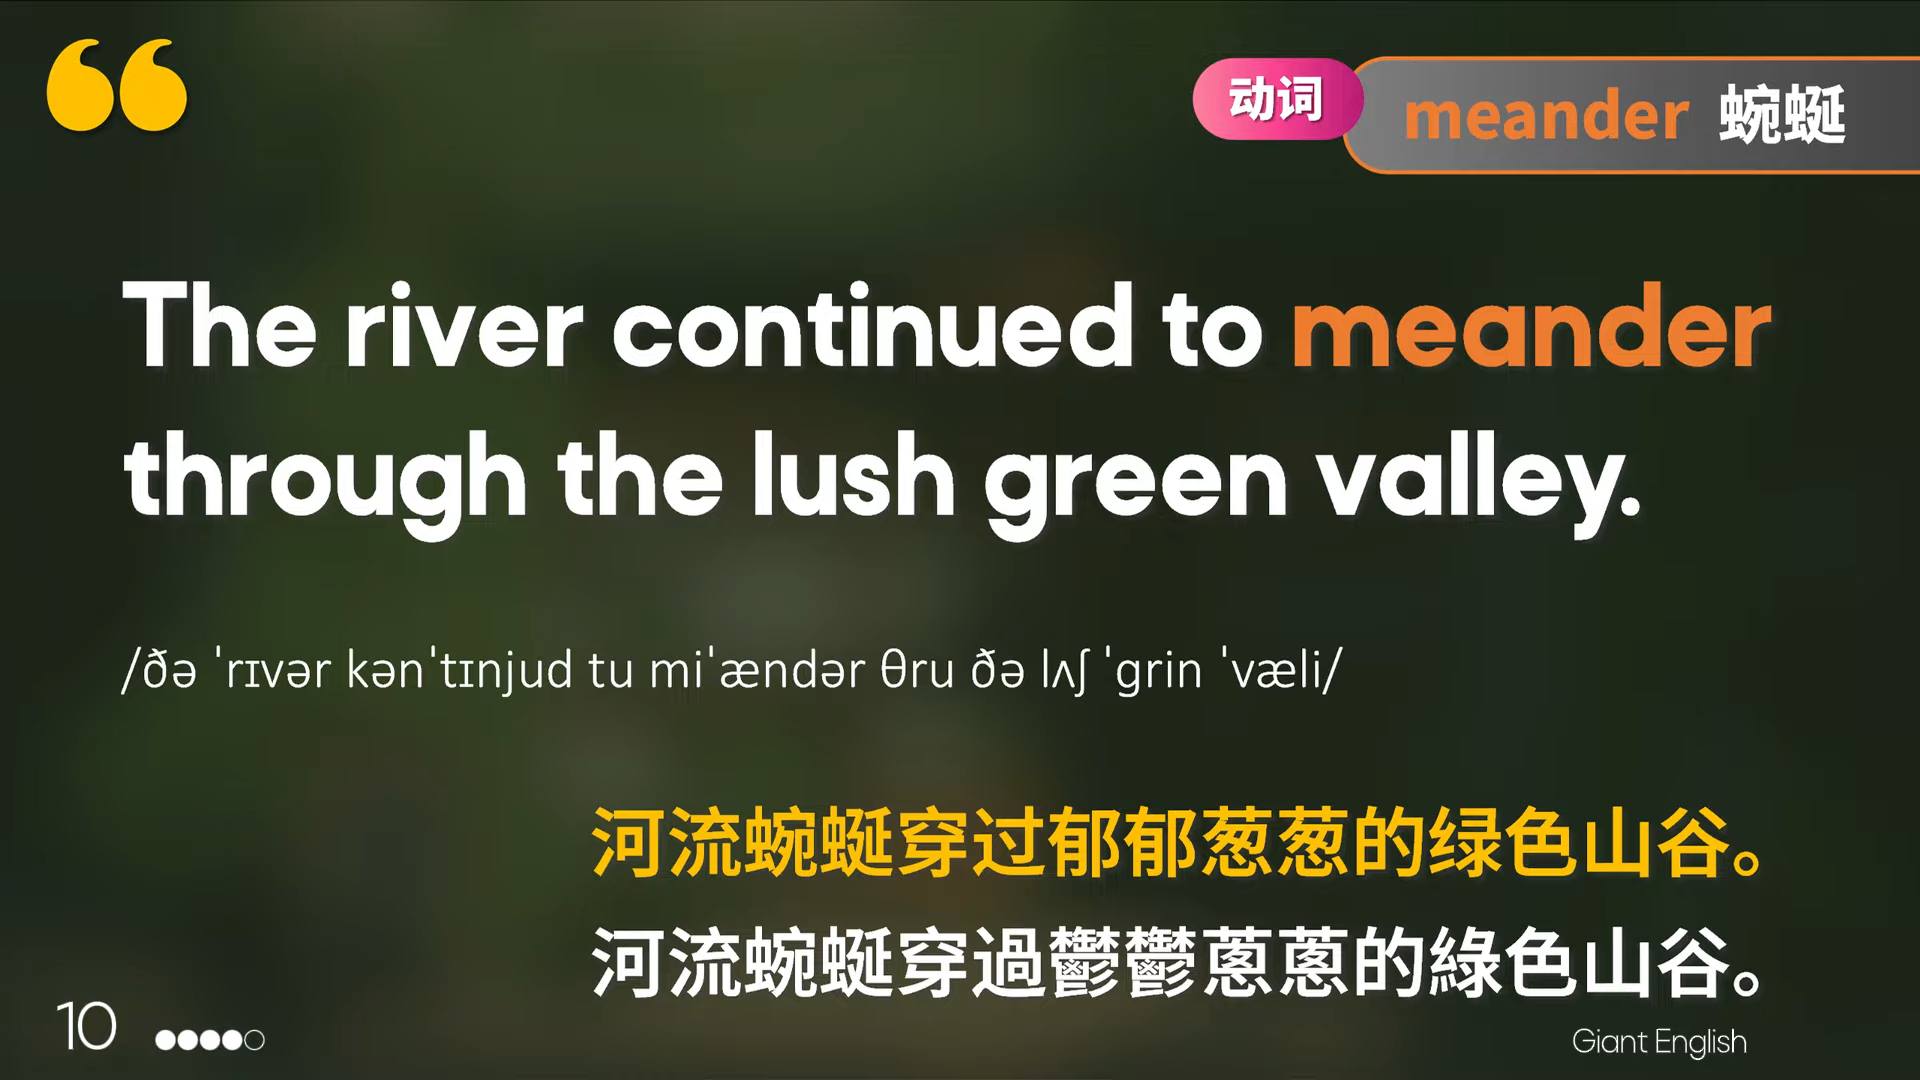 “
动词 meander 蜿蜒
The river continued to meander
through the lush green valley.
/ðə ˈrɪvər kənˈtɪnjud tu miˈændər θru ðə lʌʃ ˈgrin ˈvæli/
河流蜿蜒穿过郁郁葱葱的绿色山谷。
河流蜿蜒穿過鬱鬱蔥蔥的綠色山谷。
10
Giant English